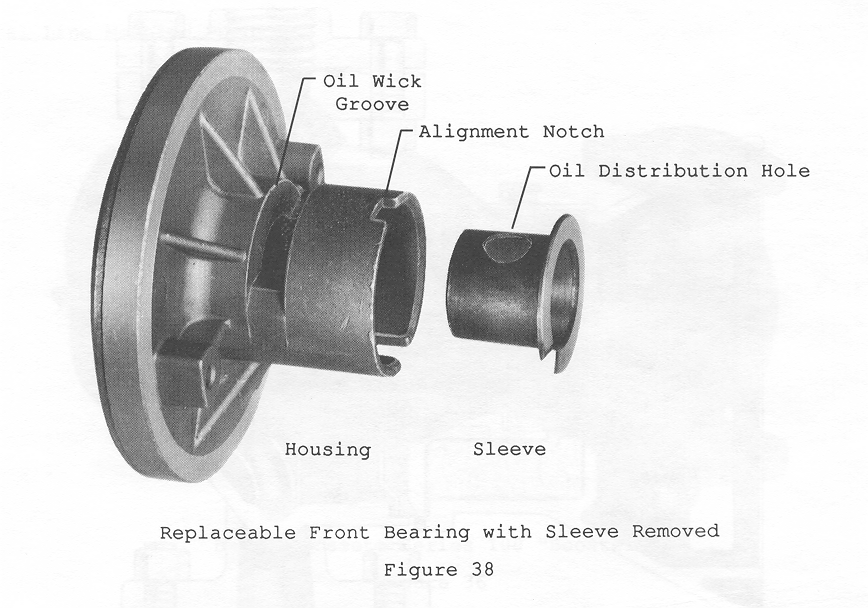 Oil Wick
Groove
Alignment Notch
Oil Distribution Hole
Housing
Sleeve
Replaceable Front Bearing with Sleeve Removed
Figure 38